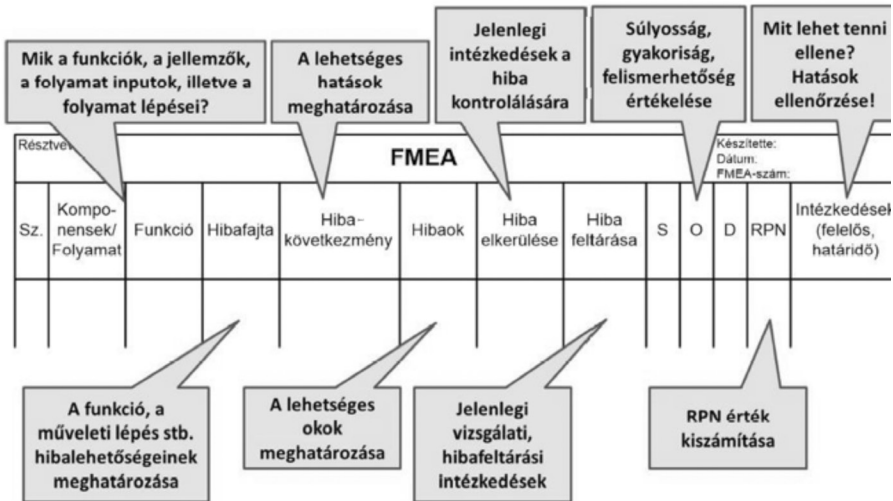 Mik a funkciók, a jellemzők,
a folyamat inputok, illetve a
folyamat lépései?
A lehetséges
hatások
meghatározása
Jelenlegi
intézkedések a
hiba
kontrolálására
Súlyosság,
gyakoriság,
felismerhetőség
értékelése
Mit lehet tenni
ellene?
Hatások
ellenőrzése!
FMEA
Készítette:
Dátum:
FMEA-szám:
Sz.
Kompo-
nensek/
Folyamat
Funkció
Hibafajta
Hiba-
következmény
Hibaok
Hiba
elkerülése
Hiba
feltárása
S
O
D
RPN
Intézkedések
(felelős,
határidő)
A funkció, a
műveleti lépés stb.
hibalehetőségeinek
meghatározása
A lehetséges
okok
meghatározása
Jelenlegi
vizsgálati,
hibafeltárási
intézkedések
RPN érték
kiszámítása